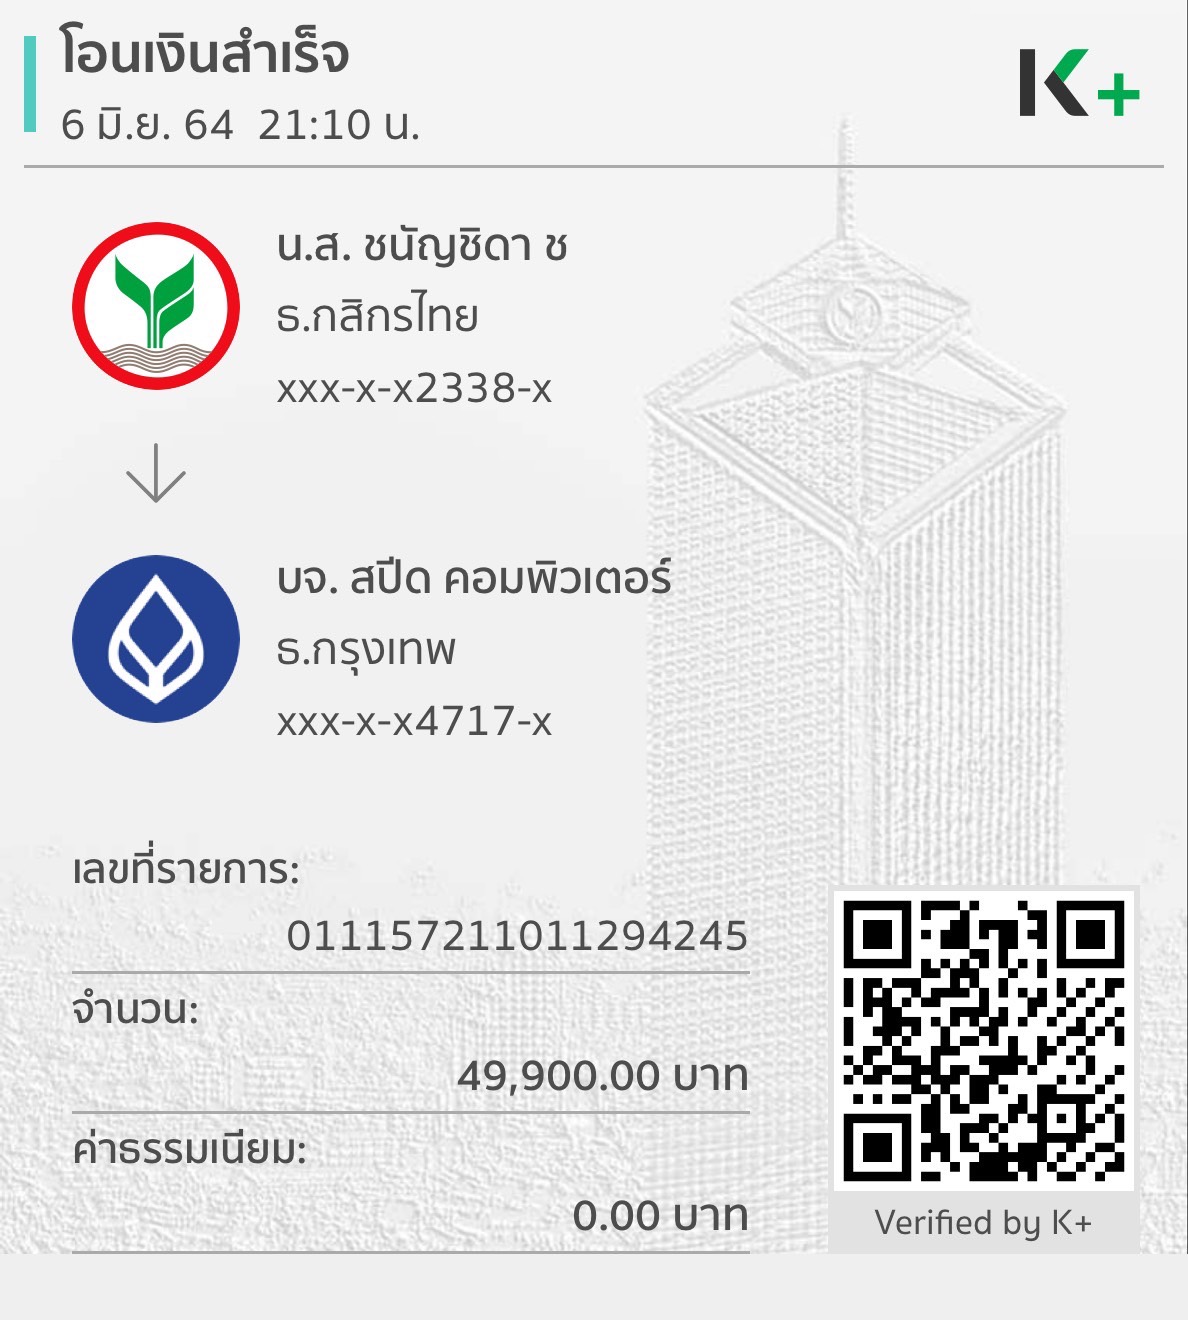 โอนเงินสำเร็จ
6 มิ.ย. 64 21:10 น.
K+
น.ส. ชนัญชิดา ช
ธ.กสิกรไทย
xxx-x-x2338-x
บจ. สปีด คอมพิวเตอร์
ธ.กรุงเทพ
xxx-x-x4717-x
เลขที่รายการ:
011157211011294245
จำนวน:
49,900.00 บาท
ค่าธรรมเนียม:
0.00 บาท
Verified by K+